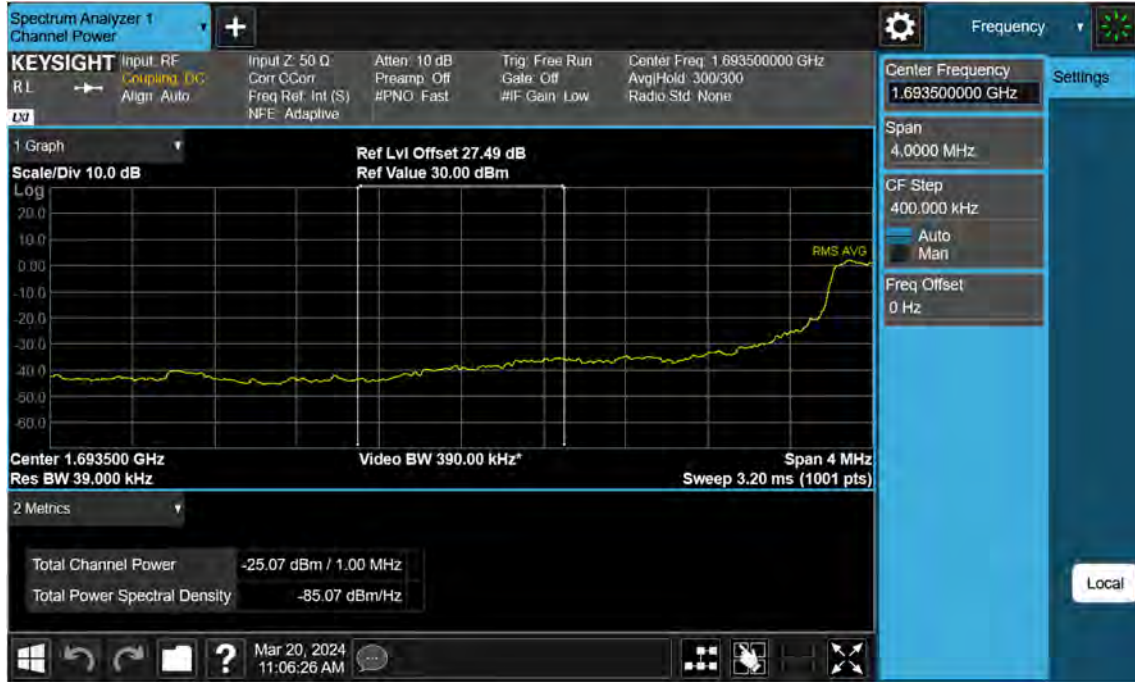 Spectrum Analyzer 1
Channel Power
+
Frequency
KEYSIGHT
RL
LXI
Input: RF
Coupling: DC
Align: Auto
Input Z: 50 Ω
Corr CCorr
Freq Ref: Int (S)
NFE: Adaptive
Atten: 10 dB
Preamp: Off
#PNO: Fast
Trig: Free Run
Gate: Off
#IF Gain: Low
Center Freq: 1.693500000 GHz
Avg|Hold: 300/300
Radio Std: None
Center Frequency
1.693500000 GHz
Settings
Span
4.0000 MHz
CF Step
400.000 kHz
Auto
Man
Freq Offset
0 Hz
Local
1 Graph
Scale/Div 10.0 dB
Ref Lvl Offset 27.49 dB
Ref Value 30.00 dBm
Log
20.0
10.0
0.00
-10.0
-20.0
-30.0
-40.0
-50.0
-60.0
RMS AVG
Center 1.693500 GHz
Video BW 390.00 kHz*
Span 4 MHz
Res BW 39.000 kHz
Sweep 3.20 ms (1001 pts)
2 Metrics
Total Channel Power -25.07 dBm / 1.00 MHz
Total Power Spectral Density -85.07 dBm/Hz
?
Mar 20, 2024
11:06:26 AM